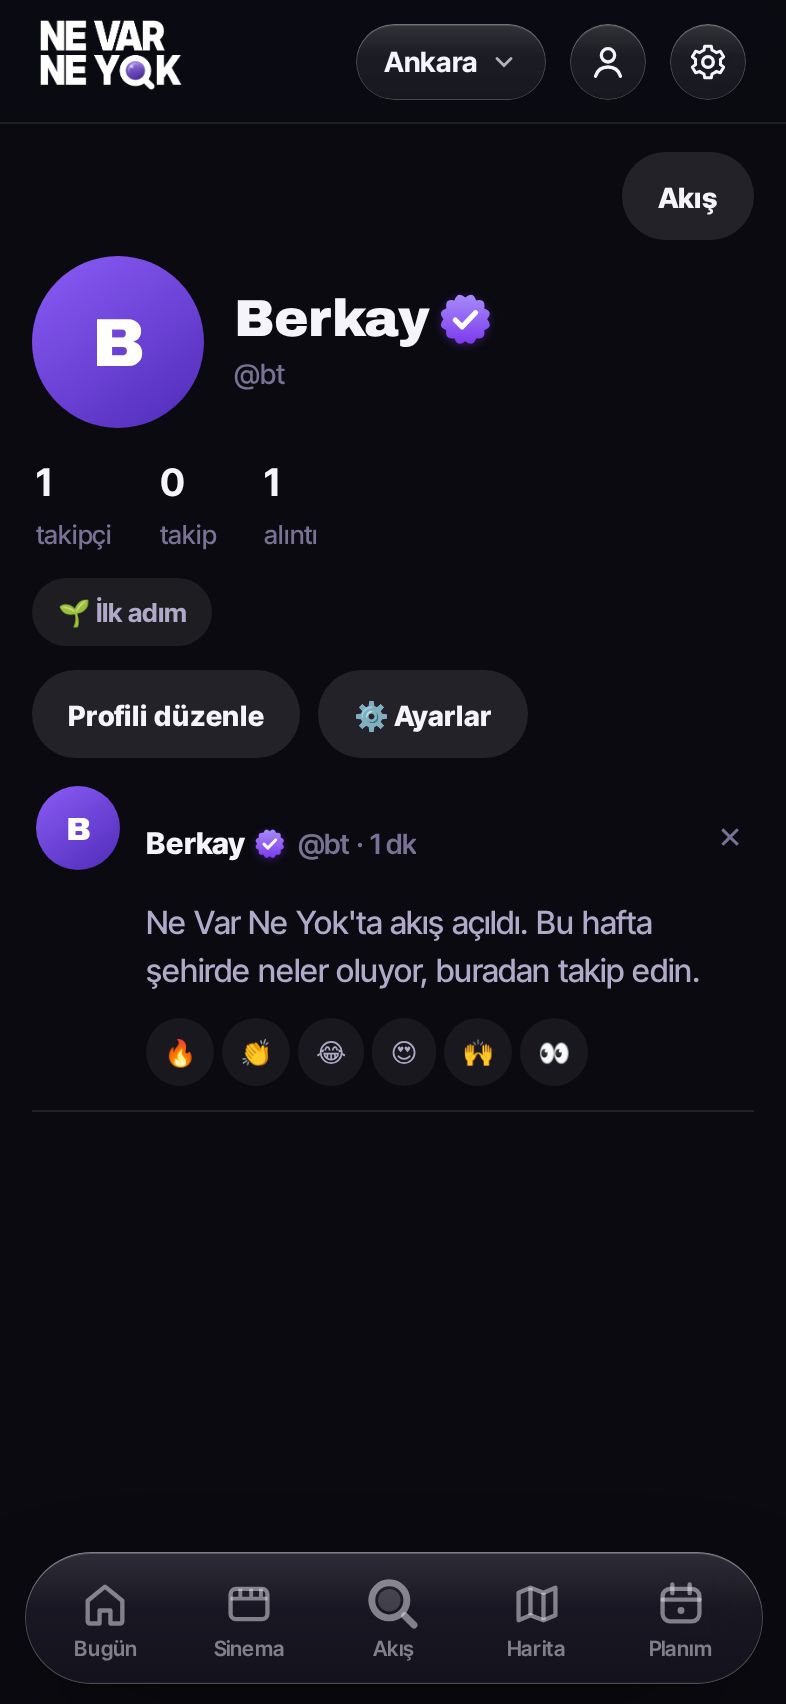 NE VAR
NE YOK
Ankara
Akış
B
Berkay
@bt
1 0 1
takipçi takip alıntı
🌱 İlk adım
Profili düzenle ⚙️ Ayarlar
B
Berkay @bt · 1 dk ×
Ne Var Ne Yok'ta akış açıldı. Bu hafta
şehirde neler oluyor, buradan takip edin.
🔥 👏 😂 😍 🙌 👀
Bugün Sinema Akış Harita Planım